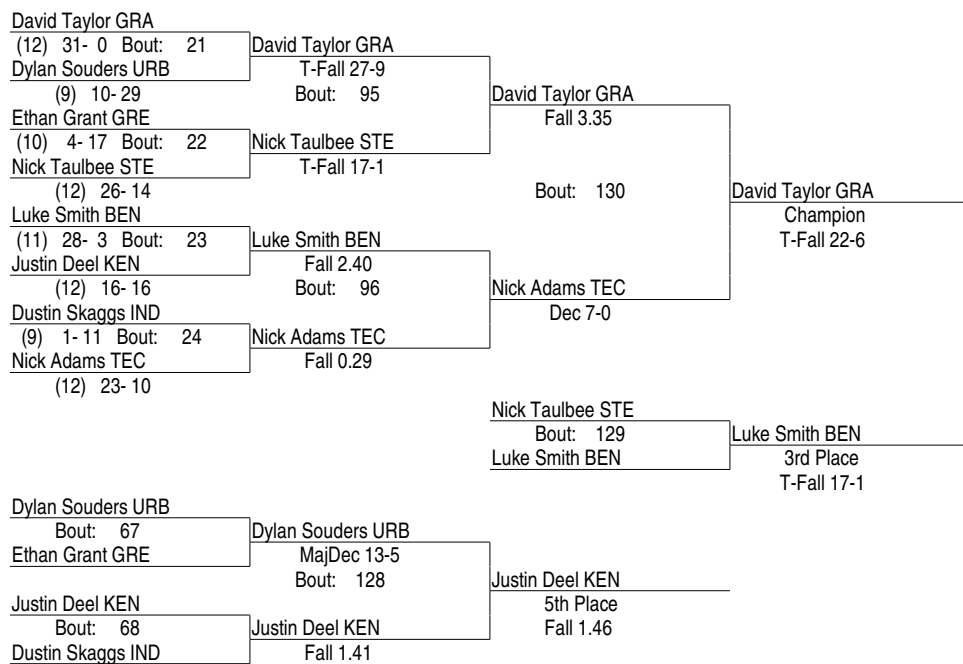 David Taylor GRA
(12) 31- 0 Bout: 21 David Taylor GRA
Dylan Souders URB T-Fall 27-9
(9) 10- 29 Bout: 95 David Taylor GRA
Ethan Grant GRE Fall 3.35
(10) 4- 17 Bout: 22 Nick Taulbee STE
Nick Taulbee STE T-Fall 17-1
(12) 26- 14 Bout: 130 David Taylor GRA
Luke Smith BEN Champion
(11) 28- 3 Bout: 23 Luke Smith BEN T-Fall 22-6
Justin Deel KEN Fall 2.40
(12) 16- 16 Bout: 96 Nick Adams TEC
Dustin Skaggs IND Dec 7-0
(9) 1- 11 Bout: 24 Nick Adams TEC
Nick Adams TEC Fall 0.29
(12) 23- 10
Nick Taulbee STE
Bout: 129 Luke Smith BEN
Luke Smith BEN 3rd Place
T-Fall 17-1
Dylan Souders URB
Bout: 67 Dylan Souders URB
Ethan Grant GRE MajDec 13-5
Bout: 128 Justin Deel KEN
Justin Deel KEN 5th Place
Bout: 68 Justin Deel KEN Fall 1.46
Dustin Skaggs IND Fall 1.41